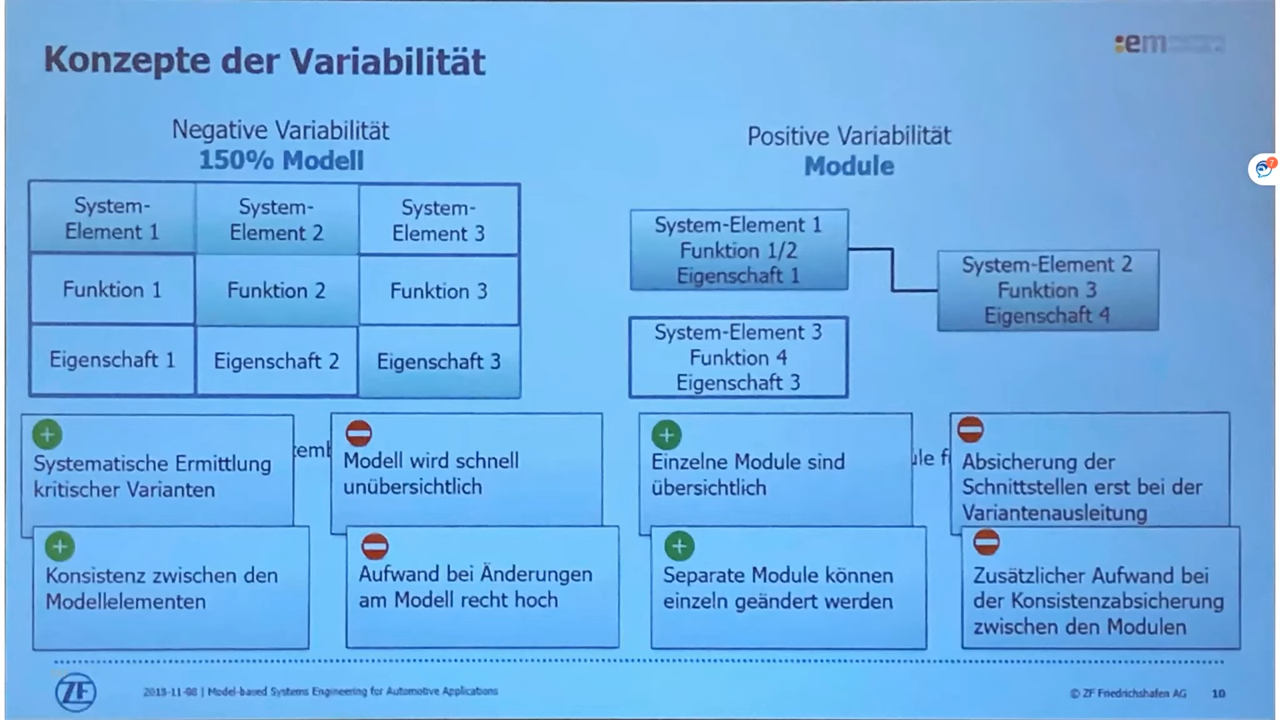 Konzepte der Variabilität
:em
Negative Variabilität
150% Modell
System-
Element 1
System-
Element 2
System-
Element 3
Funktion 1
Funktion 2
Funktion 3
Eigenschaft 1
Eigenschaft 2
Eigenschaft 3
Positive Variabilität
Module
System-Element 1
Funktion 1/2
Eigenschaft 1
System-Element 2
Funktion 3
Eigenschaft 4
System-Element 3
Funktion 4
Eigenschaft 3
Systematische Ermittlung
kritischer Varianten
Modell wird schnell
unübersichtlich
Einzelne Module sind
übersichtlich
Absicherung der
Schnittstellen erst bei der
Variantenausleitung
Konsistenz zwischen den
Modellelementen
Aufwand bei Änderungen
am Modell recht hoch
Separate Module können
einzeln geändert werden
Zusätzlicher Aufwand bei
der Konsistenzabsicherung
zwischen den Modulen
ZF
2018-11-08 | Model-based Systems Engineering for Automotive Applications
© ZF Friedrichshafen AG 10
7